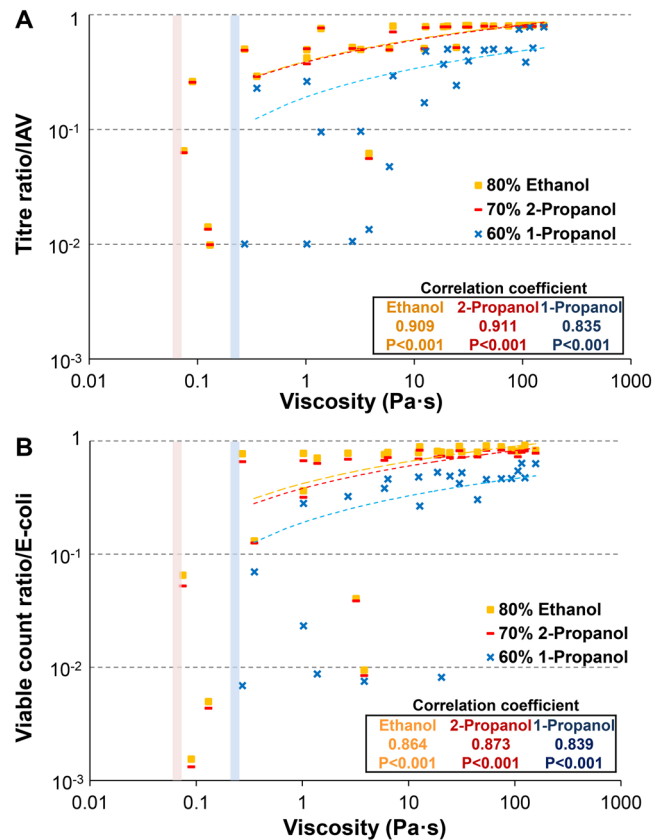 A
Titre ratio/IAV
1
10-1
10-2
10-3
80% Ethanol
70% 2-Propanol
60% 1-Propanol
Correlation coefficient
Ethanol 2-Propanol 1-Propanol
0.909 0.911 0.835
P<0.001 P<0.001 P<0.001
0.01 0.1 1 10 100 1000
Viscosity (Pa·s)
B
Viable count ratio/E-coli
1
10-1
10-2
10-3
80% Ethanol
70% 2-Propanol
60% 1-Propanol
Correlation coefficient
Ethanol 2-Propanol 1-Propanol
0.864 0.873 0.839
P<0.001 P<0.001 P<0.001
0.01 0.1 1 10 100 1000
Viscosity (Pa·s)